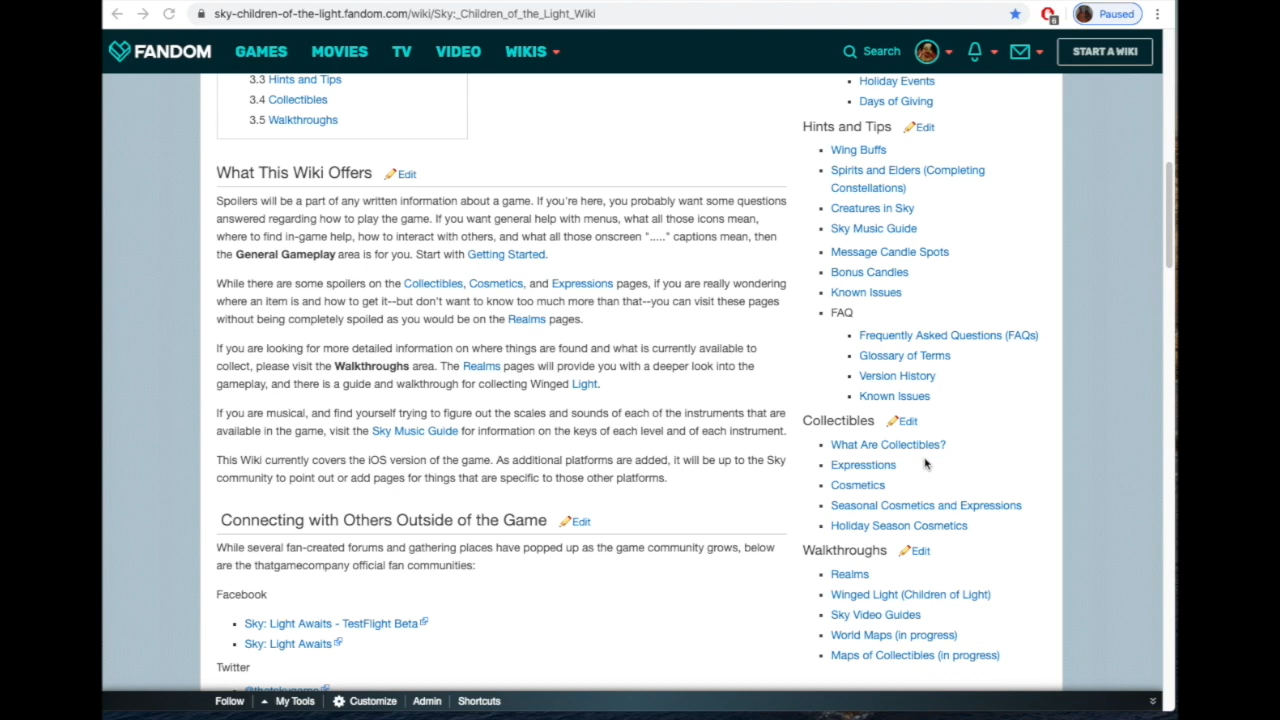 sky-children-of-the-light.fandom.com/wiki/Sky:_Children_of_the_Light_Wiki
6
Paused
FANDOM GAMES MOVIES TV VIDEO WIKIS Search START A WIKI
3.3 Hints and Tips
3.4 Collectibles
3.5 Walkthroughs
What This Wiki Offers Edit
Spoilers will be a part of any written information about a game. If you're here, you probably want some questions
answered regarding how to play the game. If you want general help with menus, what all those icons mean,
where to find in-game help, how to interact with others, and what all those onscreen "....." captions mean, then
the General Gameplay area is for you. Start with Getting Started.
While there are some spoilers on the Collectibles, Cosmetics, and Expressions pages, if you are really wondering
where an item is and how to get it--but don't want to know too much more than that--you can visit these pages
without being completely spoiled as you would be on the Realms pages.
If you are looking for more detailed information on where things are found and what is currently available to
collect, please visit the Walkthroughs area. The Realms pages will provide you with a deeper look into the
gameplay, and there is a guide and walkthrough for collecting Winged Light.
If you are musical, and find yourself trying to figure out the scales and sounds of each of the instruments that are
available in the game, visit the Sky Music Guide for information on the keys of each level and of each instrument.
This Wiki currently covers the iOS version of the game. As additional platforms are added, it will be up to the Sky
community to point out or add pages for things that are specific to those other platforms.
Connecting with Others Outside of the Game Edit
While several fan-created forums and gathering places have popped up as the game community grows, below
are the thatgamecompany official fan communities:
Facebook
Sky: Light Awaits - TestFlight Beta
Sky: Light Awaits
Twitter
@thatskygame
Holiday Events
Days of Giving
Hints and Tips Edit
Wing Buffs
Spirits and Elders (Completing
Constellations)
Creatures in Sky
Sky Music Guide
Message Candle Spots
Bonus Candles
Known Issues
FAQ
Frequently Asked Questions (FAQs)
Glossary of Terms
Version History
Known Issues
Collectibles Edit
What Are Collectibles?
Expresstions
Cosmetics
Seasonal Cosmetics and Expressions
Holiday Season Cosmetics
Walkthroughs Edit
Realms
Winged Light (Children of Light)
Sky Video Guides
World Maps (in progress)
Maps of Collectibles (in progress)
Follow My Tools Customize Admin Shortcuts